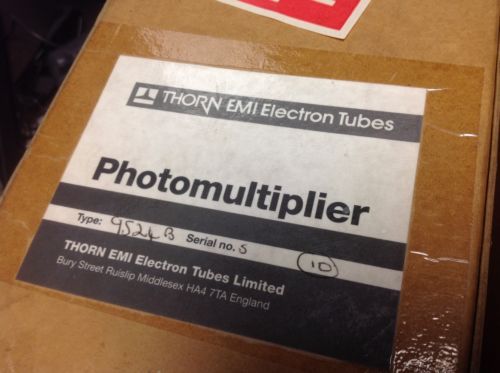 THORN EMI Electron Tubes
Photomultiplier
Type: 9524B Serial no. S
10
THORN EMI Electron Tubes Limited
Bury Street Ruislip Middlesex HA4 7TA England